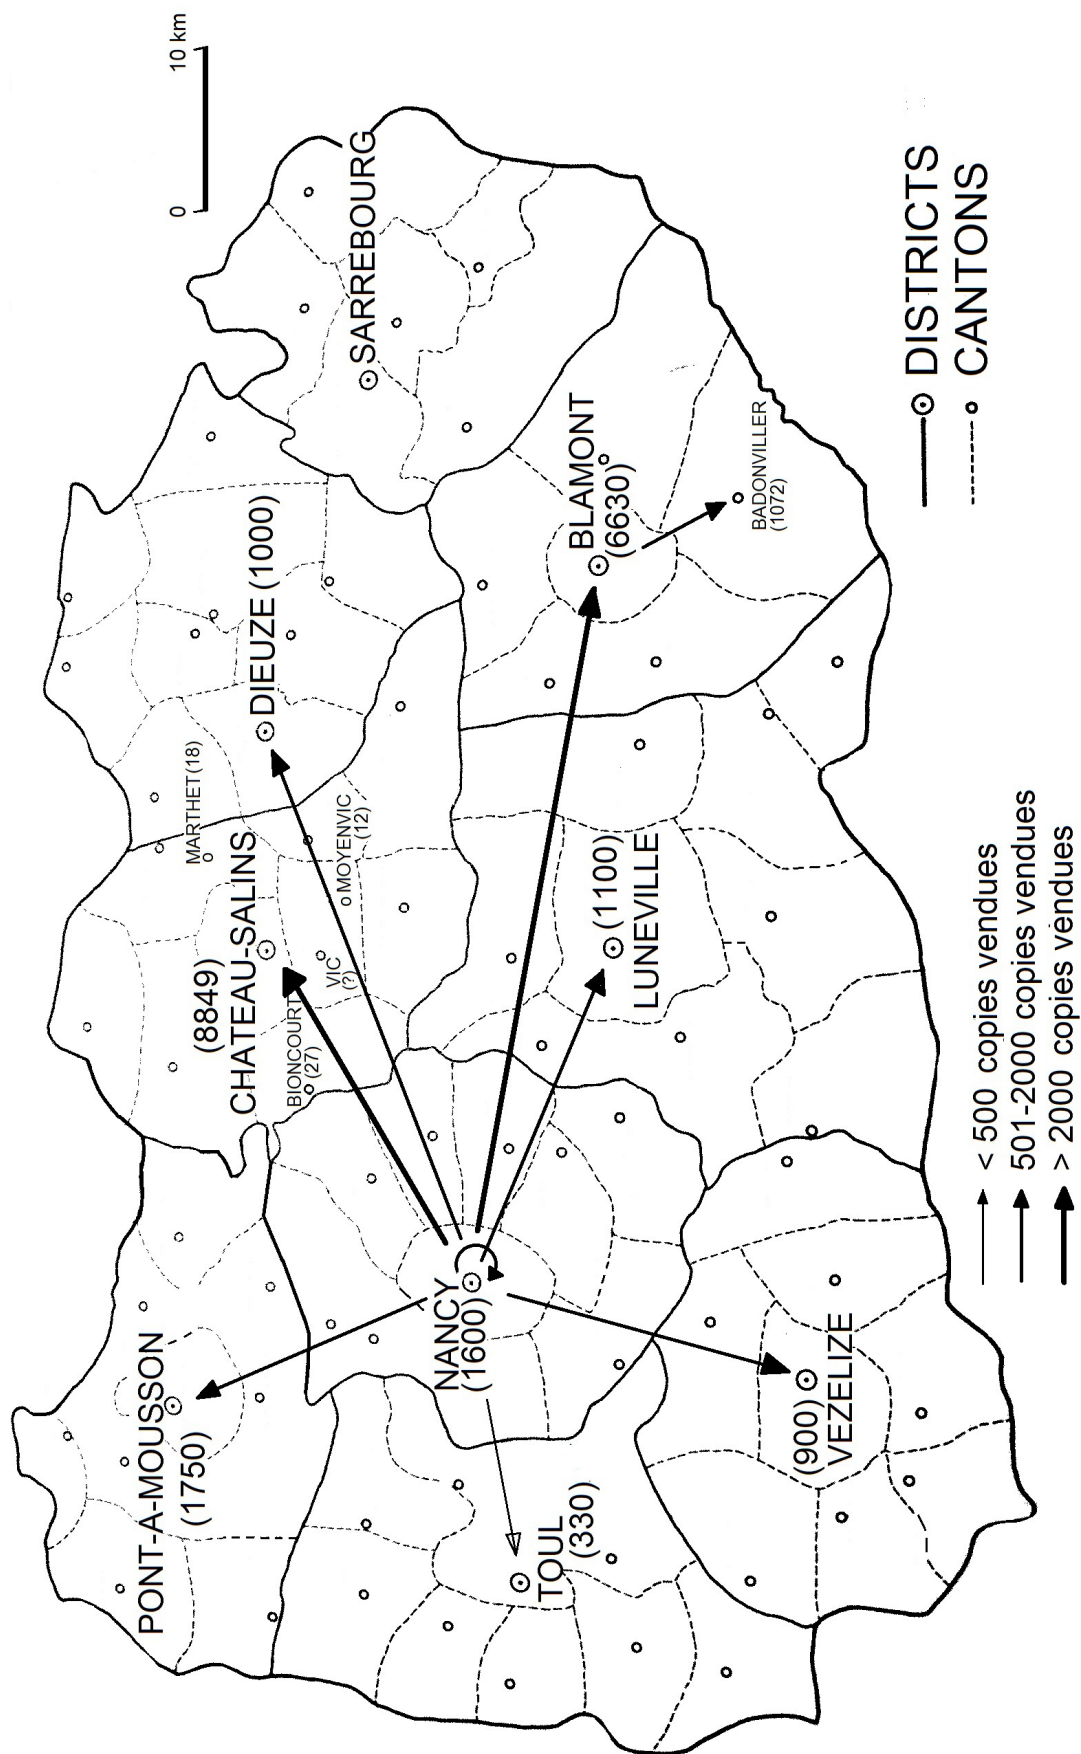 0 10 km
PONT-A-MOUSSON
(1750)
(8849)
CHATEAU-SALINS
MARTHET (18)
BIONCOURT
(27)
VIC
(?)
MOYENVIC
(12)
DIEUZE (1000)
SARREBOURG
NANCY
(1600)
TOUL
(330)
(1100)
LUNEVILLE
BLAMONT
(6630)
BADONVILLER
(1072)
(900)
VEZELIZE
DISTRICTS
CANTONS
< 500 copies vendues
501-2000 copies vendues
> 2000 copies vendues